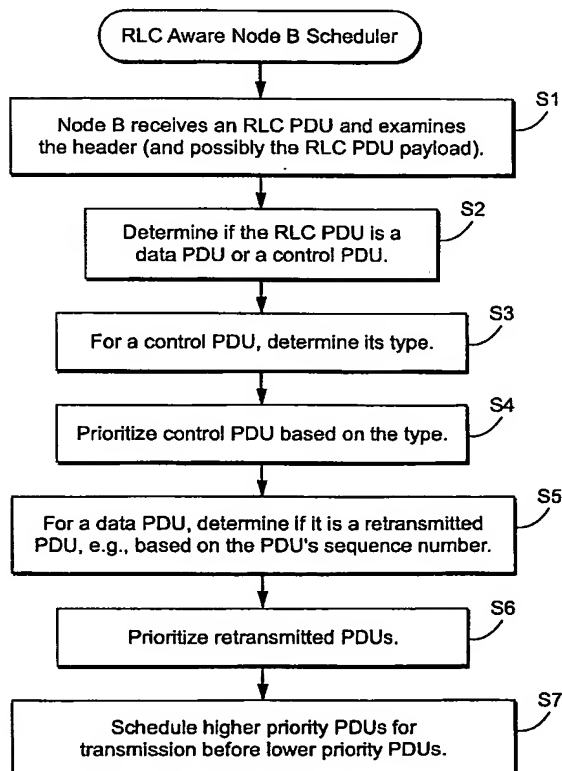 RLC Aware Node B Scheduler
S1
Node B receives an RLC PDU and examines
the header (and possibly the RLC PDU payload).
S2
Determine if the RLC PDU is a
data PDU or a control PDU.
S3
For a control PDU, determine its type.
S4
Prioritize control PDU based on the type.
S5
For a data PDU, determine if it is a retransmitted
PDU, e.g., based on the PDU's sequence number.
S6
Prioritize retransmitted PDUs.
S7
Schedule higher priority PDUs for
transmission before lower priority PDUs.